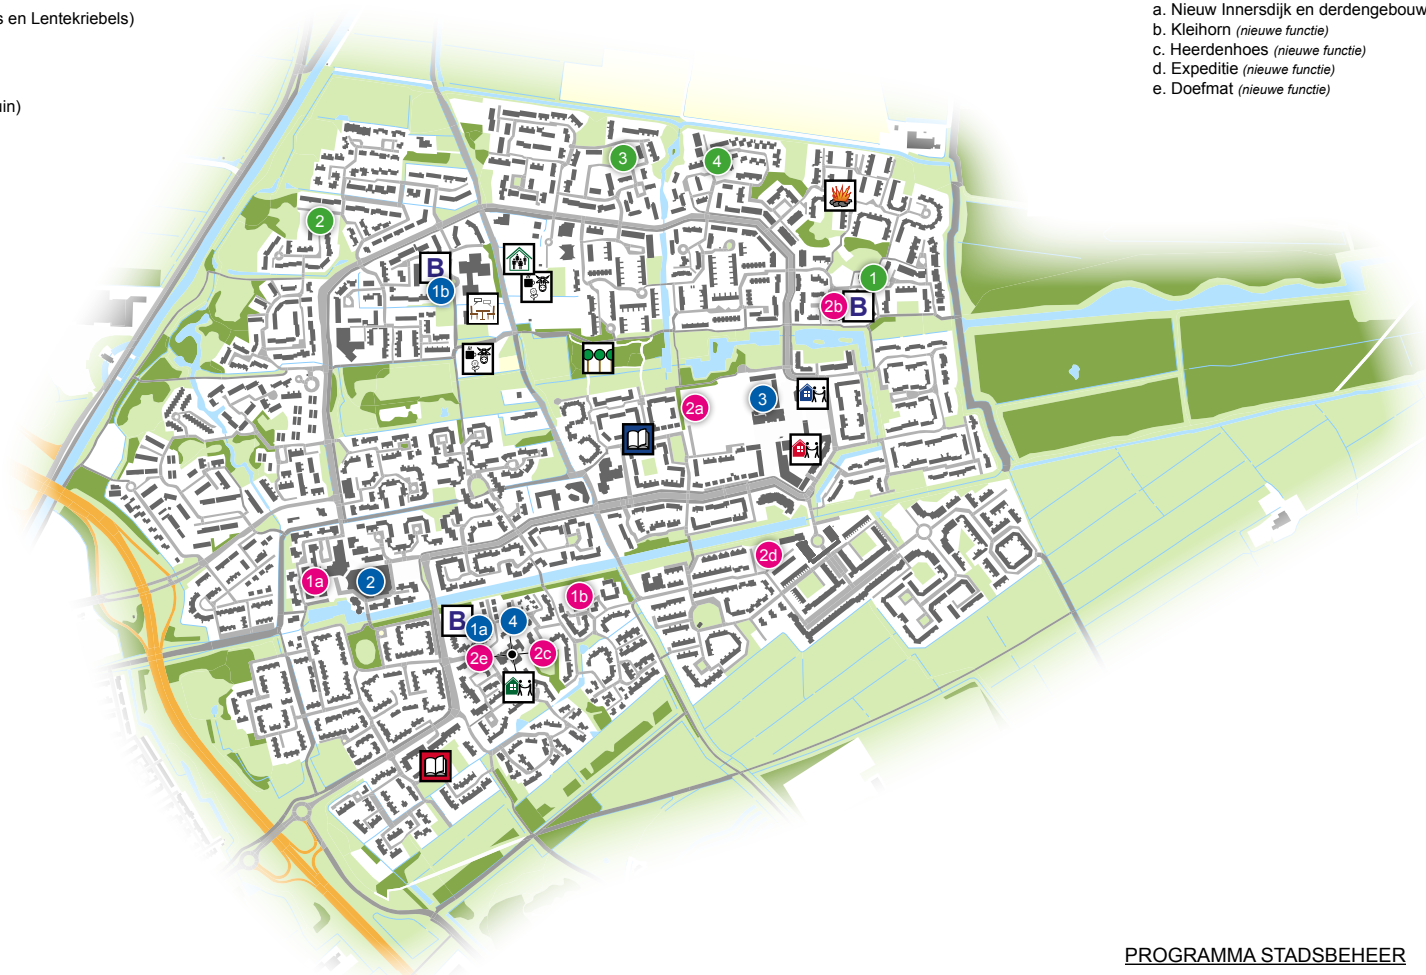 s en Lentekriebels)
uin)
a. Nieuw Innersdijk en derdengebouw
b. Kleihorn (nieuwe functie)
c. Heerdenhoes (nieuwe functie)
d. Expeditie (nieuwe functie)
e. Doefmat (nieuwe functie)
3
4
2
B
1b
1
2b
B
2a
3
2d
1a
2
1b
B
1a
4
2e
2c
PROGRAMMA STADSBEHEER